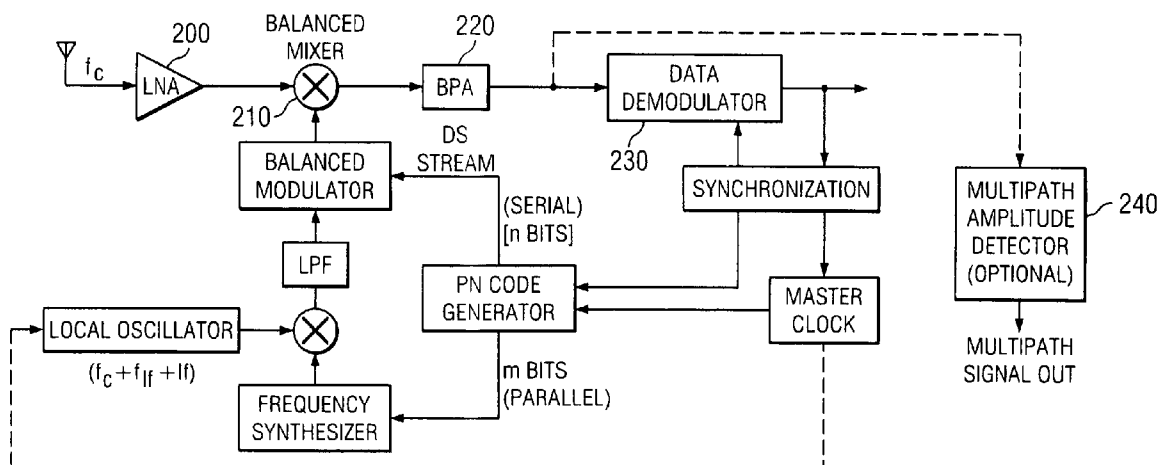 f_c
200
LNA
BALANCED
MIXER
210
220
BPA
DATA
DEMODULATOR
230
BALANCED
MODULATOR
DS
STREAM
SYNCHRONIZATION
MULTIPATH
AMPLITUDE
DETECTOR
(OPTIONAL)
240
(SERIAL)
[n BITS]
LPF
PN CODE
GENERATOR
MASTER
CLOCK
LOCAL OSCILLATOR
(f_c+f_If+If)
MULTIPATH
SIGNAL OUT
m BITS
(PARALLEL)
FREQUENCY
SYNTHESIZER